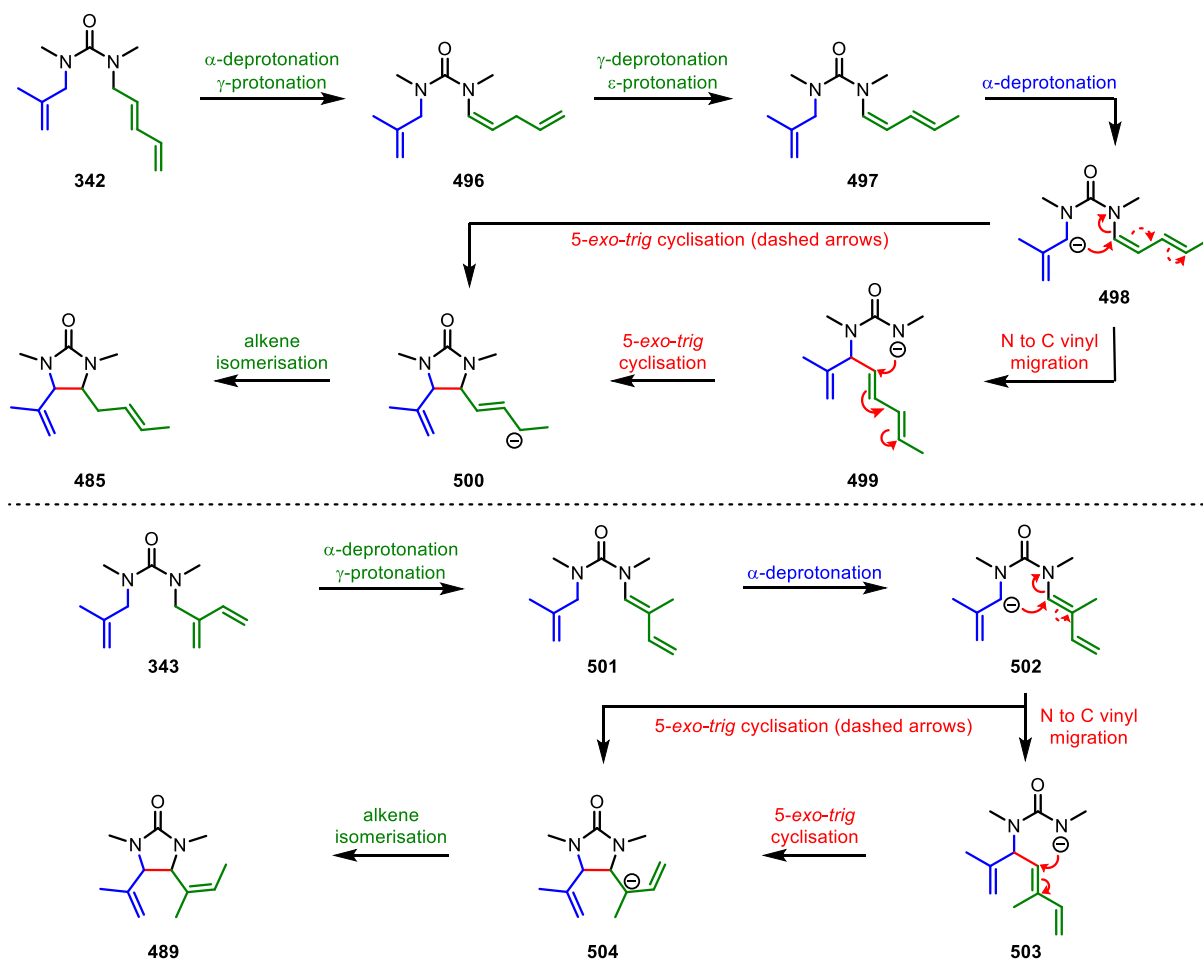 O
N
N
342
α-deprotonation
γ-protonation
O
N
N
496
γ-deprotonation
ε-protonation
O
N
N
497
α-deprotonation
O
N
N
498
5-exo-trig cyclisation (dashed arrows)
N to C vinyl
migration
O
N
N
499
5-exo-trig
cyclisation
O
N
N
500
alkene
isomerisation
O
N
N
485
O
N
N
343
α-deprotonation
γ-protonation
O
N
N
501
α-deprotonation
O
N
N
502
5-exo-trig cyclisation (dashed arrows)
N to C vinyl
migration
O
N
N
503
5-exo-trig
cyclisation
O
N
N
504
alkene
isomerisation
O
N
N
489